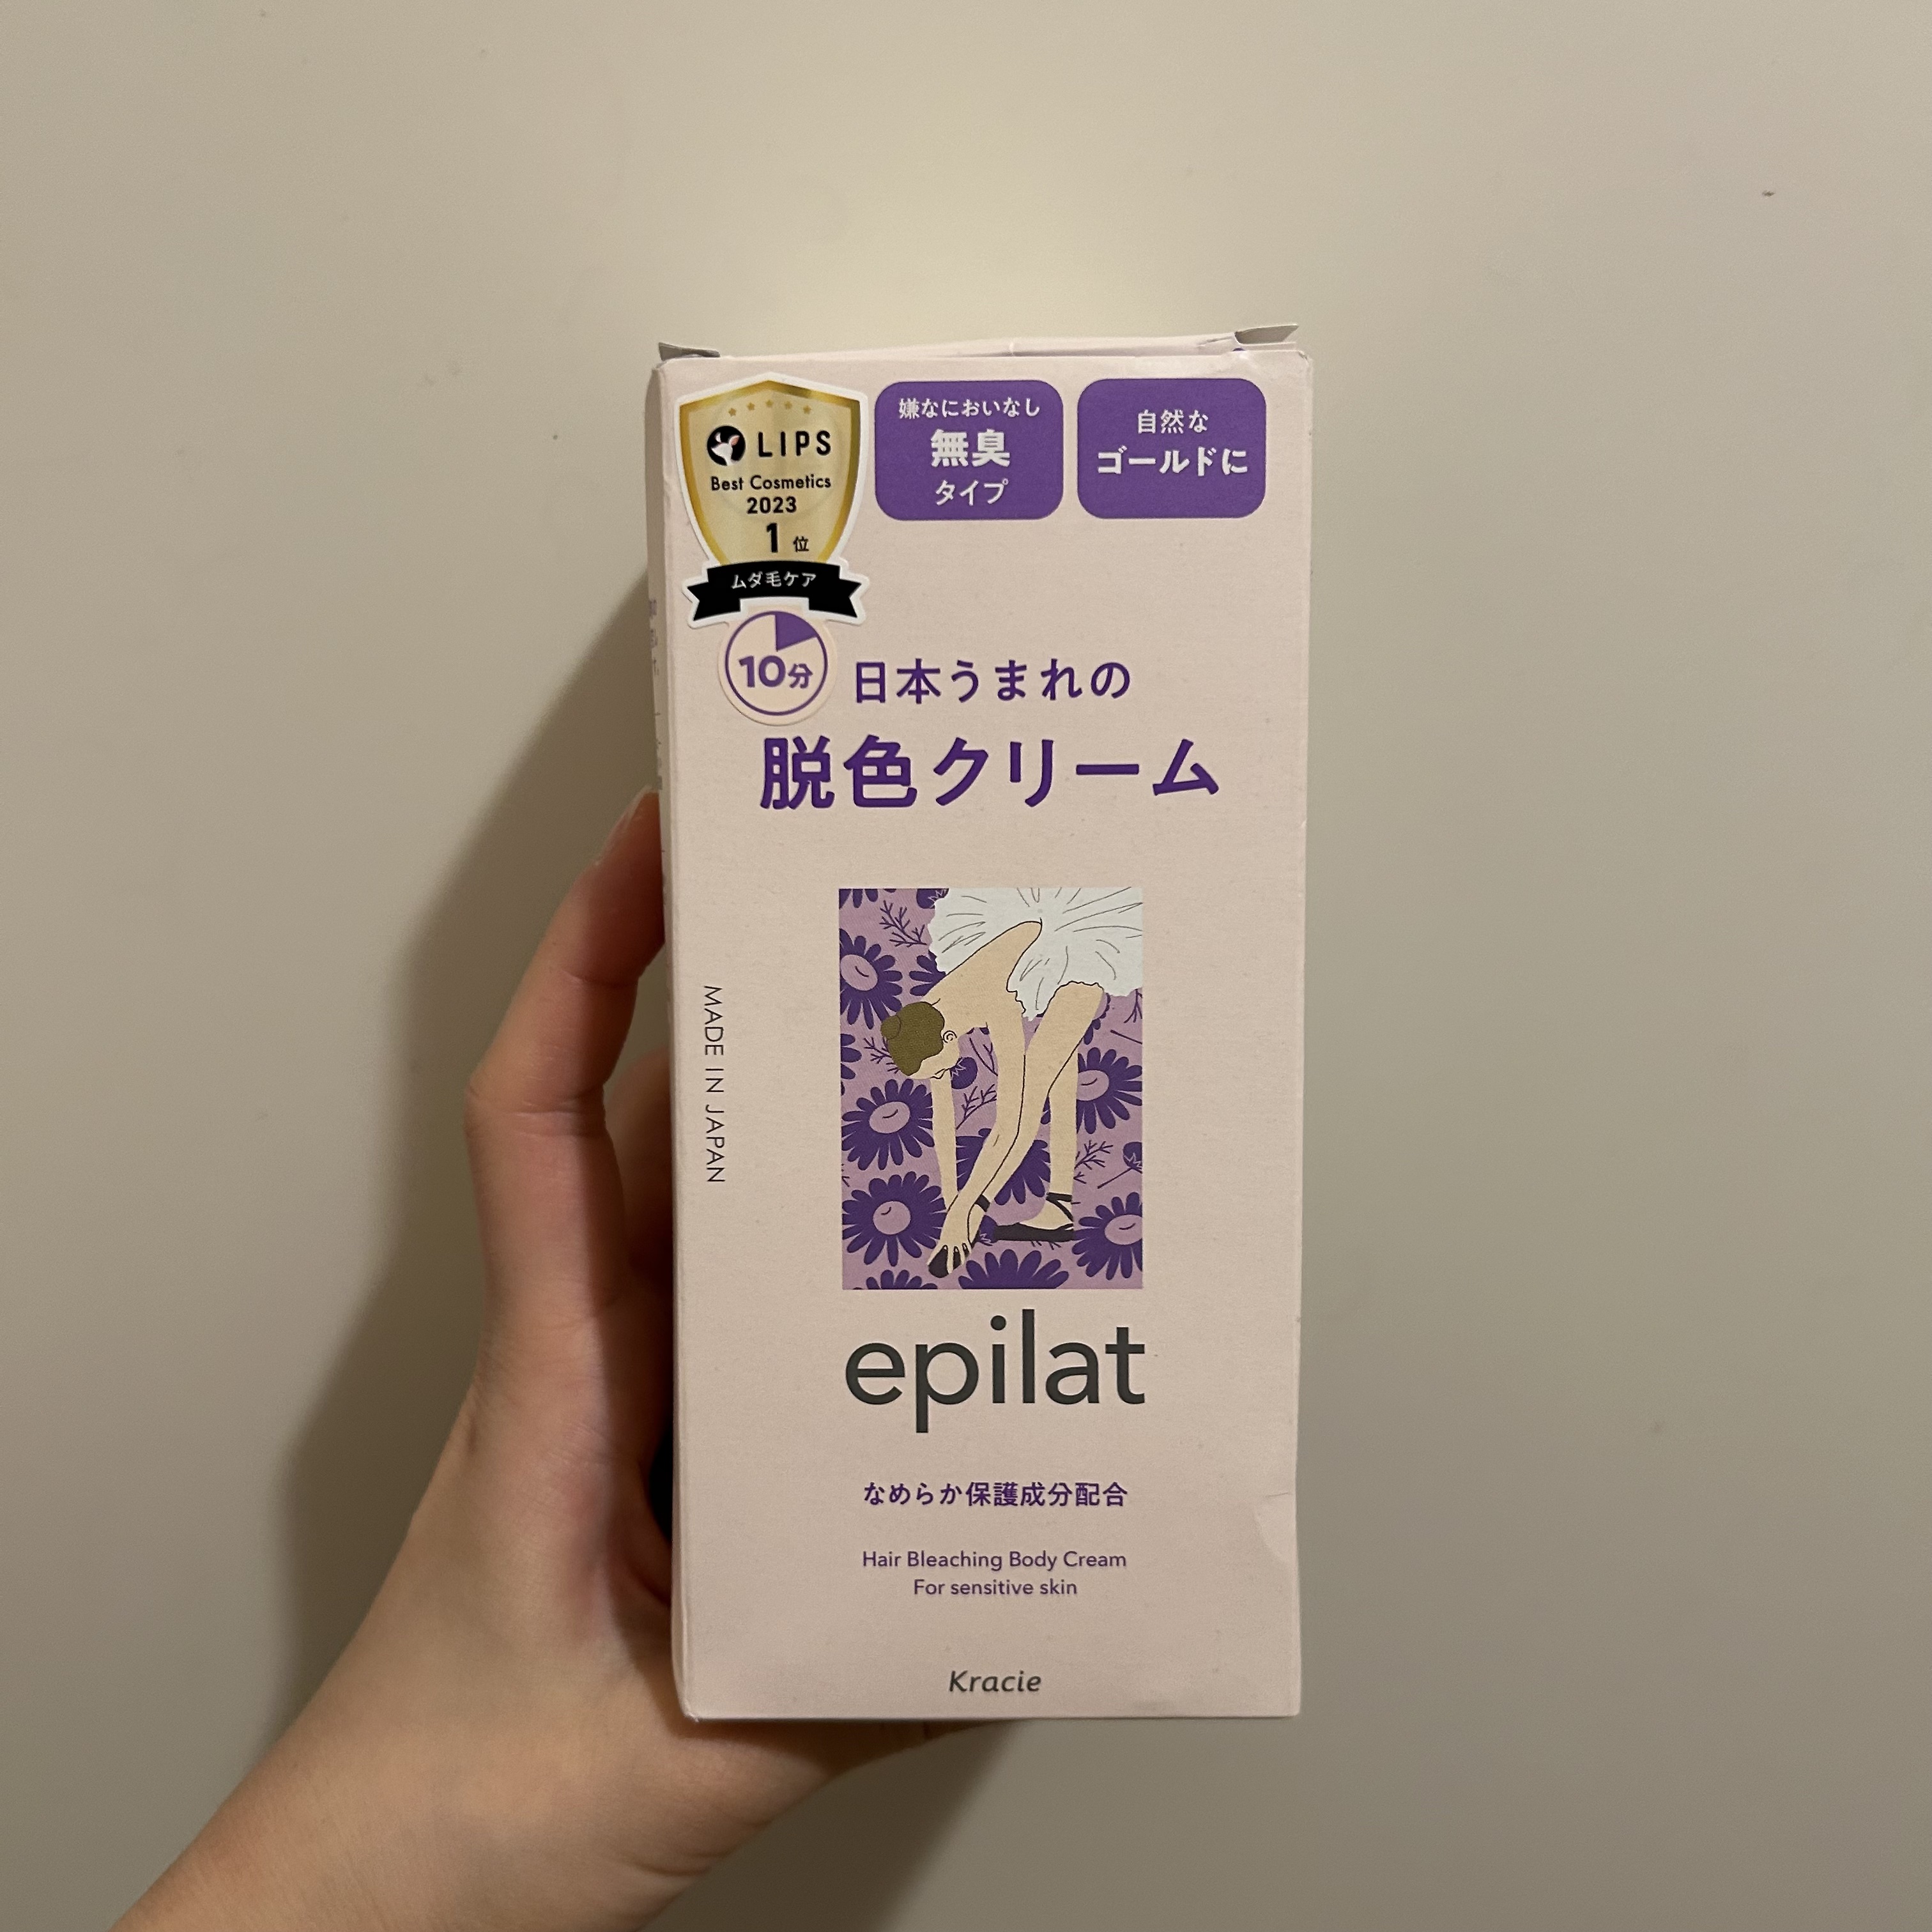 LIPS
Best Cosmetics
2023
1位
ムダ毛ケア
嫌なにおいなし
無臭
タイプ
自然な
ゴールドに
10分
日本うまれの
脱色クリーム
MADE IN JAPAN
epilat
なめらか保護成分配合
Hair Bleaching Body Cream
For sensitive skin
Kracie